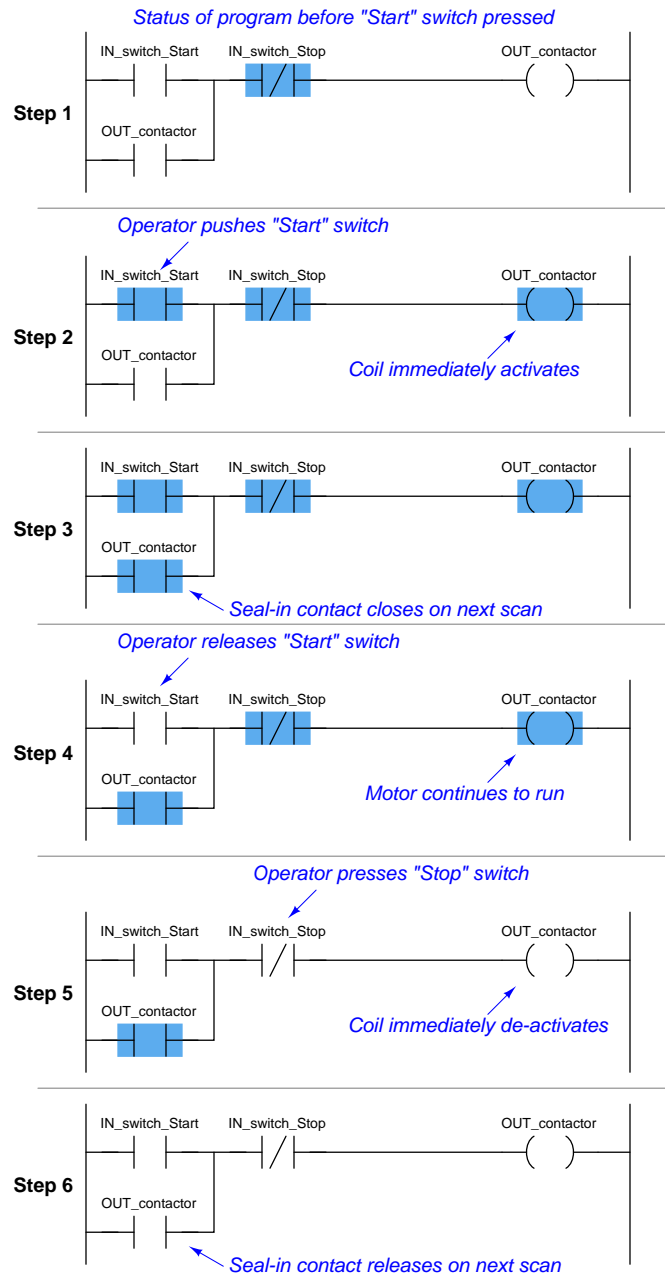 Status of program before "Start" switch pressed
IN_switch_Start IN_switch_Stop OUT_contactor
Step 1
OUT_contactor
Operator pushes "Start" switch
IN_switch_Start IN_switch_Stop OUT_contactor
Step 2
OUT_contactor
Coil immediately activates
IN_switch_Start IN_switch_Stop OUT_contactor
Step 3
OUT_contactor
Seal-in contact closes on next scan
Operator releases "Start" switch
IN_switch_Start IN_switch_Stop OUT_contactor
Step 4
OUT_contactor
Motor continues to run
Operator presses "Stop" switch
IN_switch_Start IN_switch_Stop OUT_contactor
Step 5
OUT_contactor
Coil immediately de-activates
IN_switch_Start IN_switch_Stop OUT_contactor
Step 6
OUT_contactor
Seal-in contact releases on next scan